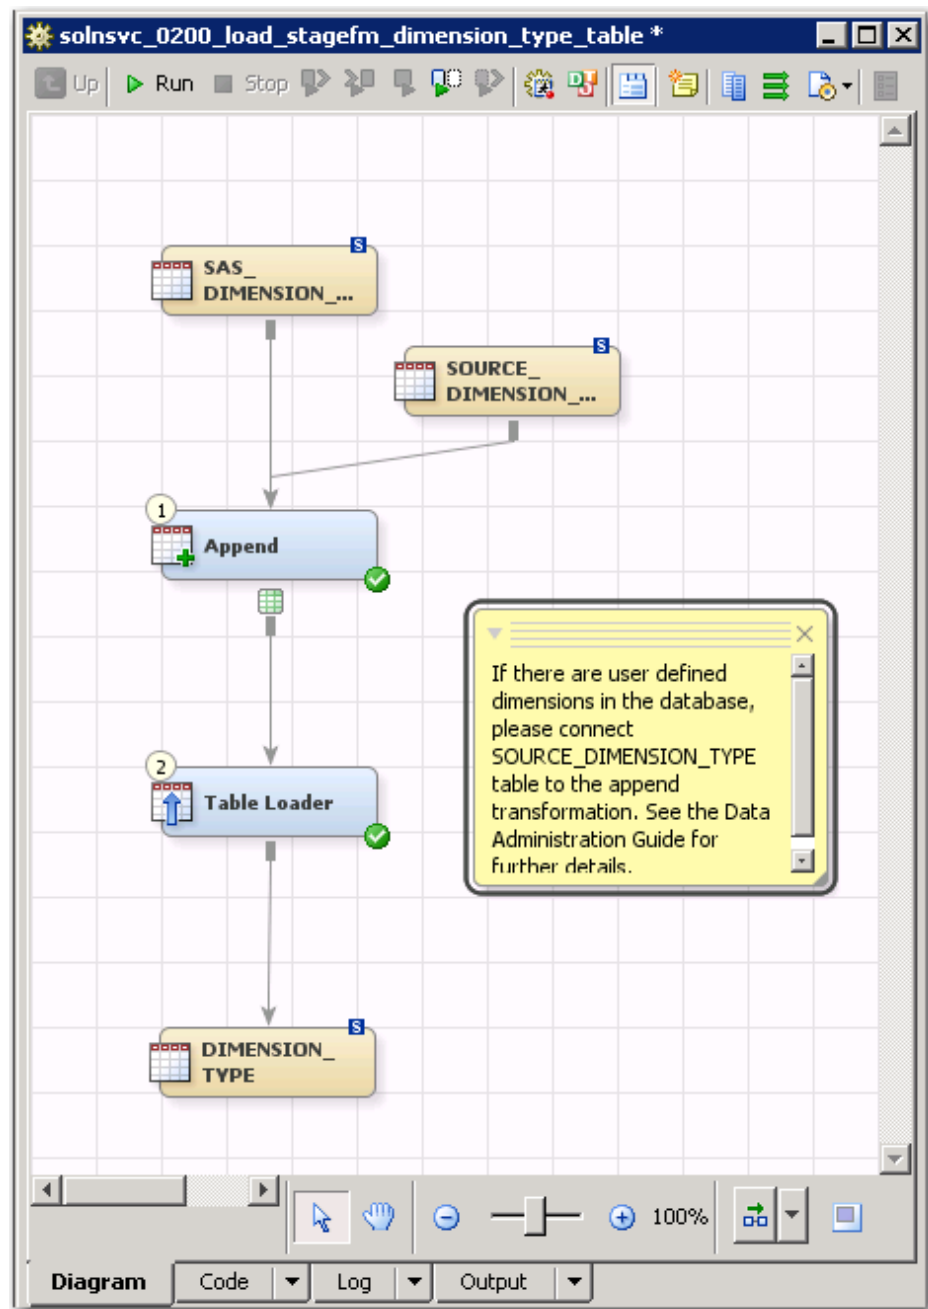 solnsvc_0200_load_stagefm_dimension_type_table *
Up Run Stop
S
SAS_
DIMENSION_...
S
SOURCE_
DIMENSION_...
1
Append
If there are user defined
dimensions in the database,
please connect
SOURCE_DIMENSION_TYPE
table to the append
transformation. See the Data
Administration Guide for
further details.
2
Table Loader
S
DIMENSION_
TYPE
100%
Diagram Code Log Output